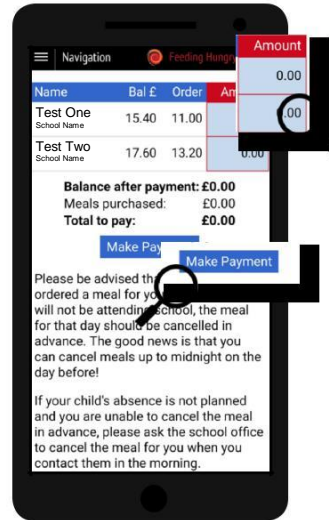 Navigation Feeding Hungry
Amount
0.00
0.00
Name Bal £ Order Am
Test One 15.40 11.00
School Name
Test Two 17.60 13.20 0.00
School Name
Balance after payment: £0.00
Meals purchased: £0.00
Total to pay: £0.00
Make Pay
Make Payment
Please be advised tha
ordered a meal for yo
will not be attending school, the meal
for that day should be cancelled in
advance. The good news is that you
can cancel meals up to midnight on the
day before!
If your child's absence is not planned
and you are unable to cancel the meal
in advance, please ask the school office
to cancel the meal for you when you
contact them in the morning.